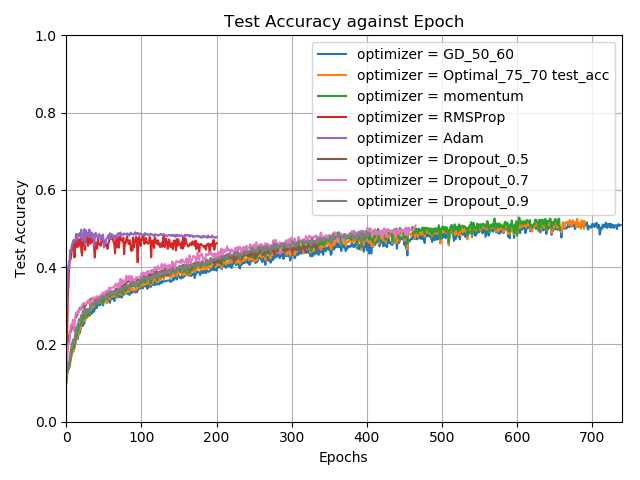 Test Accuracy against Epoch
1.0
optimizer = GD_50_60
optimizer = Optimal_75_70 test_acc
optimizer = momentum
optimizer = RMSProp
optimizer = Adam
optimizer = Dropout_0.5
optimizer = Dropout_0.7
optimizer = Dropout_0.9
0.8
0.6
0.4
0.2
0.0
Test Accuracy
0 100 200 300 400 500 600 700
Epochs